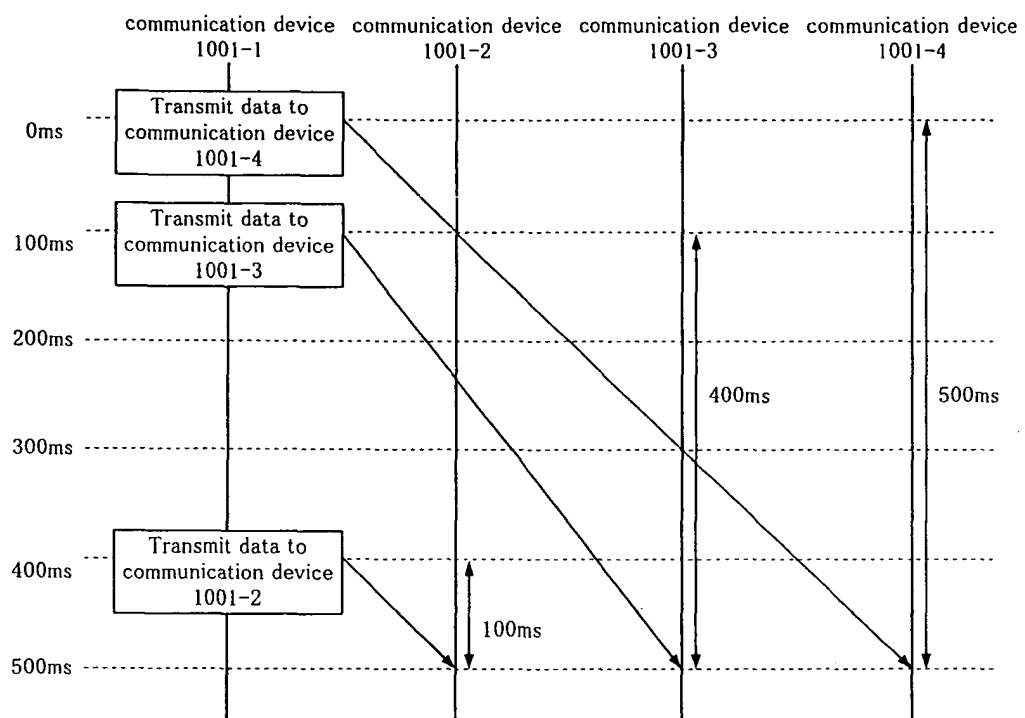 communication device
1001-1
communication device
1001-2
communication device
1001-3
communication device
1001-4
0ms
Transmit data to
communication device
1001-4
100ms
Transmit data to
communication device
1001-3
200ms
400ms
500ms
300ms
400ms
Transmit data to
communication device
1001-2
100ms
500ms